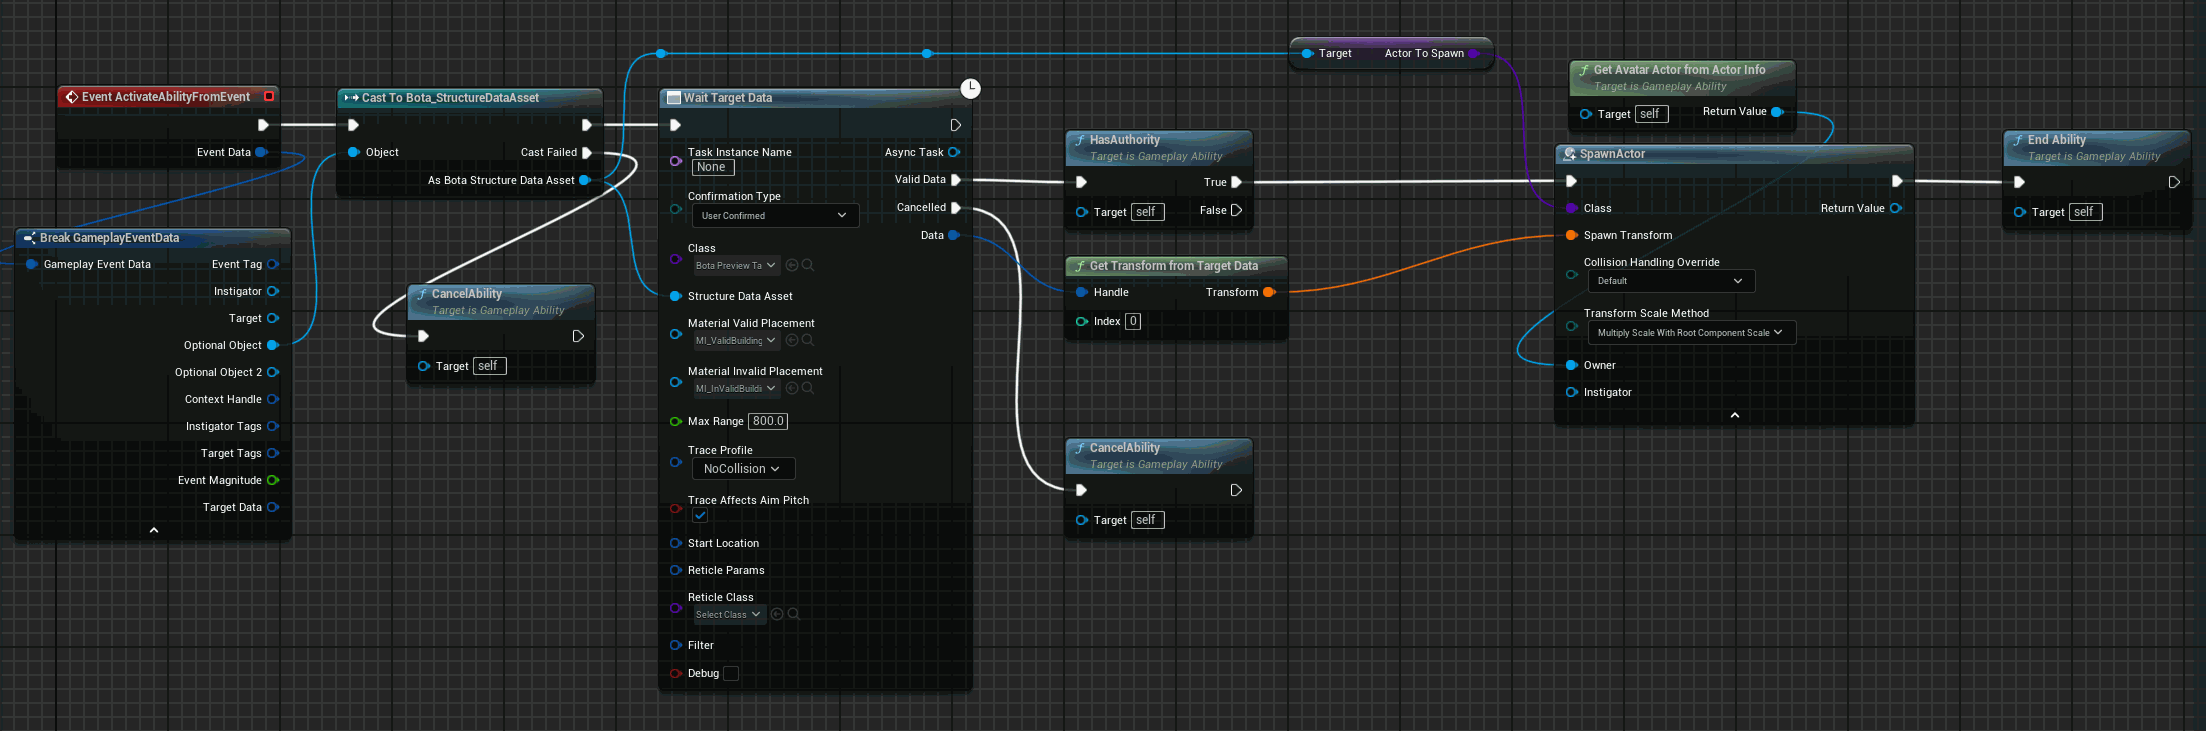 Event ActivateAbilityFromEvent
Event Data
Break GameplayEventData
Gameplay Event Data
Event Tag
Instigator
Target
Optional Object
Optional Object 2
Context Handle
Instigator Tags
Target Tags
Event Magnitude
Target Data
Cast To Bota_StructureDataAsset
Object
Cast Failed
As Bota Structure Data Asset
CancelAbility
Target is Gameplay Ability
Target self
Wait Target Data
Task Instance Name
None
Async Task
Valid Data
Cancelled
Data
Confirmation Type
User Confirmed
Class
Bota Preview Ta
Structure Data Asset
Material Valid Placement
MI_ValidBuilding
Material Invalid Placement
MI_InValidBuildi
Max Range 800.0
Trace Profile
NoCollision
Trace Affects Aim Pitch
Start Location
Reticle Params
Reticle Class
Select Class
Filter
Debug
HasAuthority
Target is Gameplay Ability
True
Target self
False
Get Transform from Target Data
Handle
Transform
Index 0
CancelAbility
Target is Gameplay Ability
Target self
Target
Actor To Spawn
Get Avatar Actor from Actor Info
Target is Gameplay Ability
Target self
Return Value
SpawnActor
Class
Return Value
Spawn Transform
Collision Handling Override
Default
Transform Scale Method
Multiply Scale With Root Component Scale
Owner
Instigator
End Ability
Target is Gameplay Ability
Target self